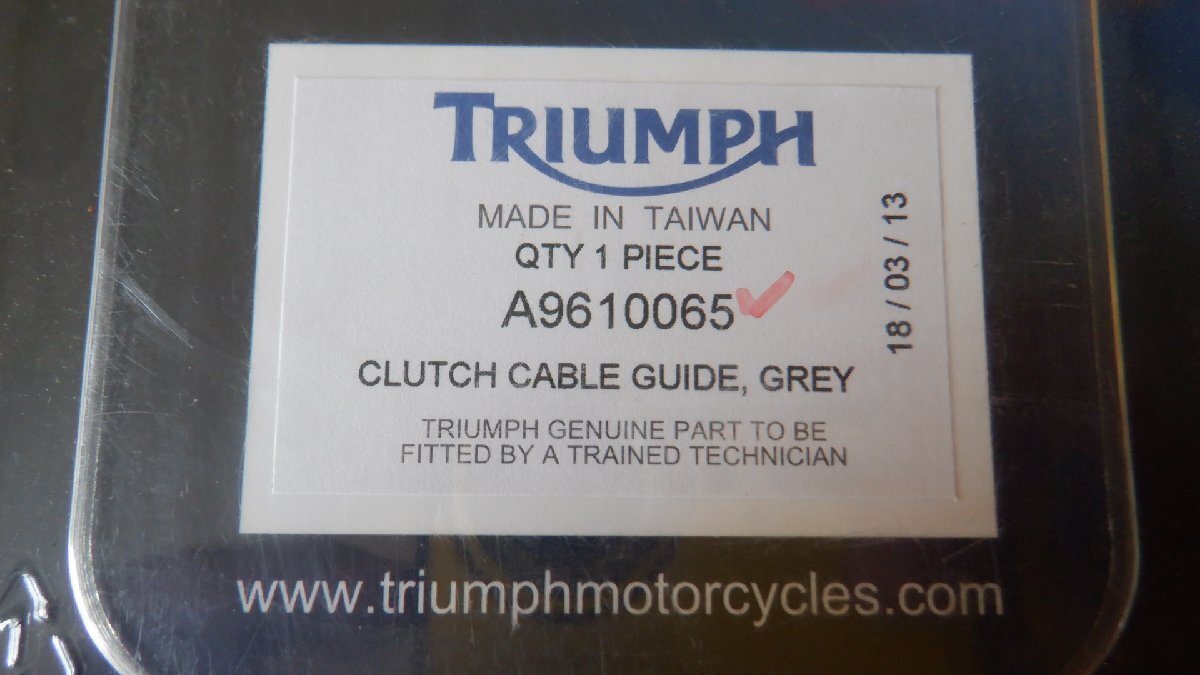 TRIUMPH
MADE IN TAIWAN
QTY 1 PIECE
A9610065
CLUTCH CABLE GUIDE, GREY
TRIUMPH GENUINE PART TO BE
FITTED BY A TRAINED TECHNICIAN
18 / 03 / 13
www.triumphmotorcycles.com